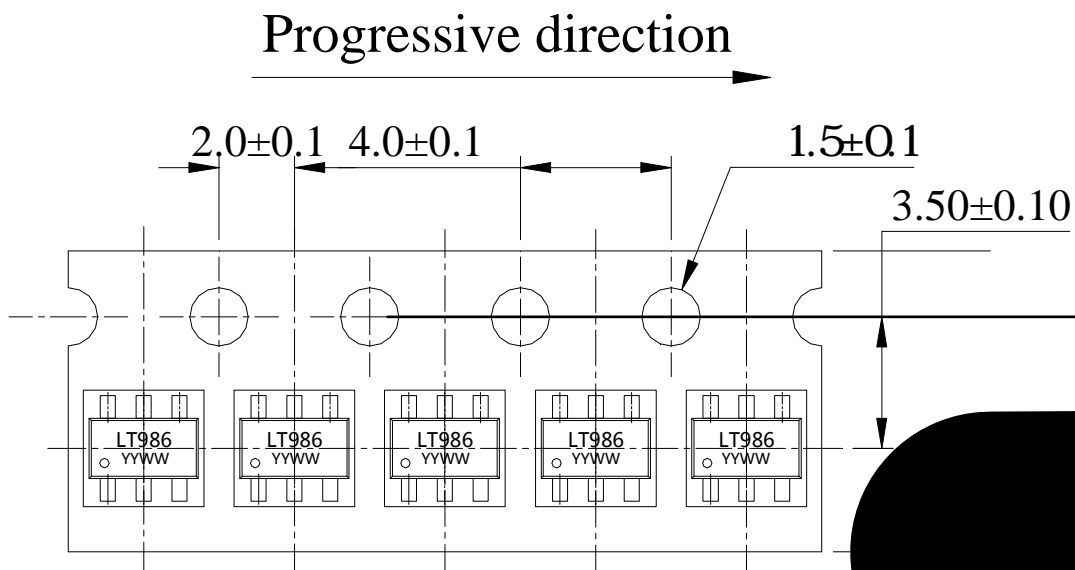 Progressive direction
2.0±0.1 4.0±0.1 1.5±0.1
3.50±0.10
LT986 LT986 LT986 LT986 LT986
YYWW YYWW YYWW YYWW YYWW